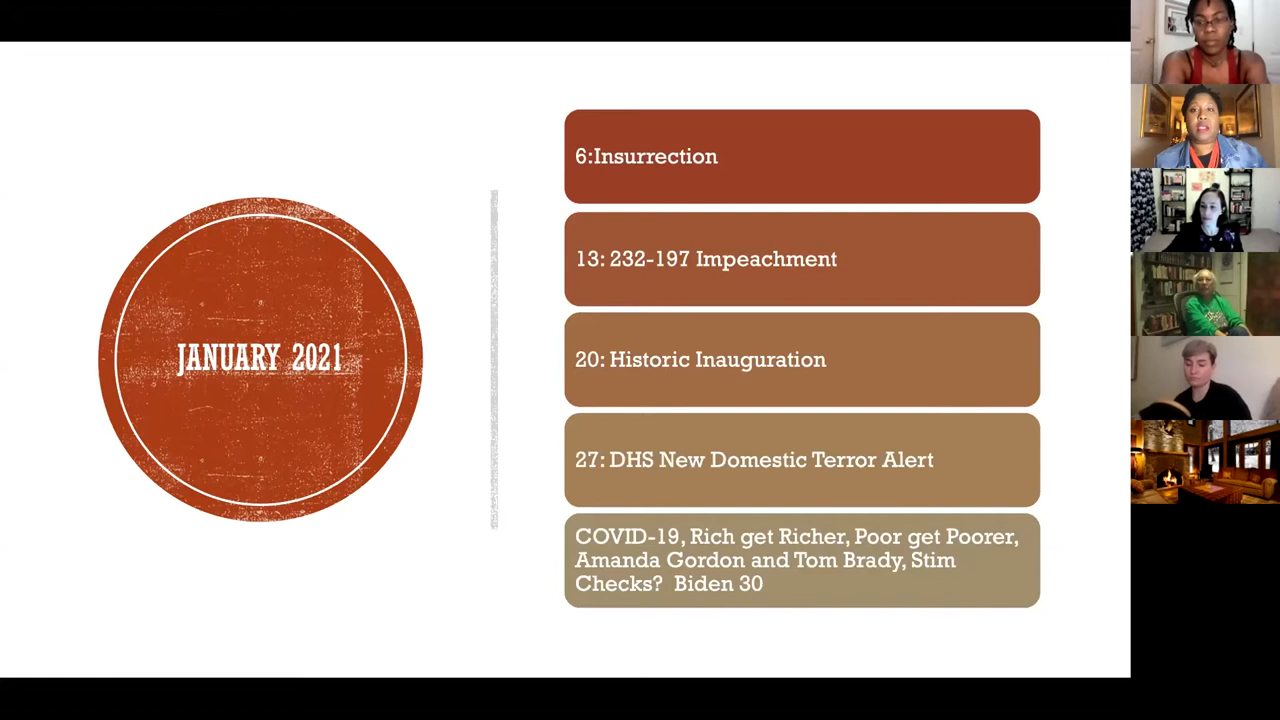 JANUARY 2021
6:Insurrection
13: 232-197 Impeachment
20: Historic Inauguration
27: DHS New Domestic Terror Alert
COVID-19, Rich get Richer, Poor get Poorer,
Amanda Gordon and Tom Brady, Stim
Checks?  Biden 30